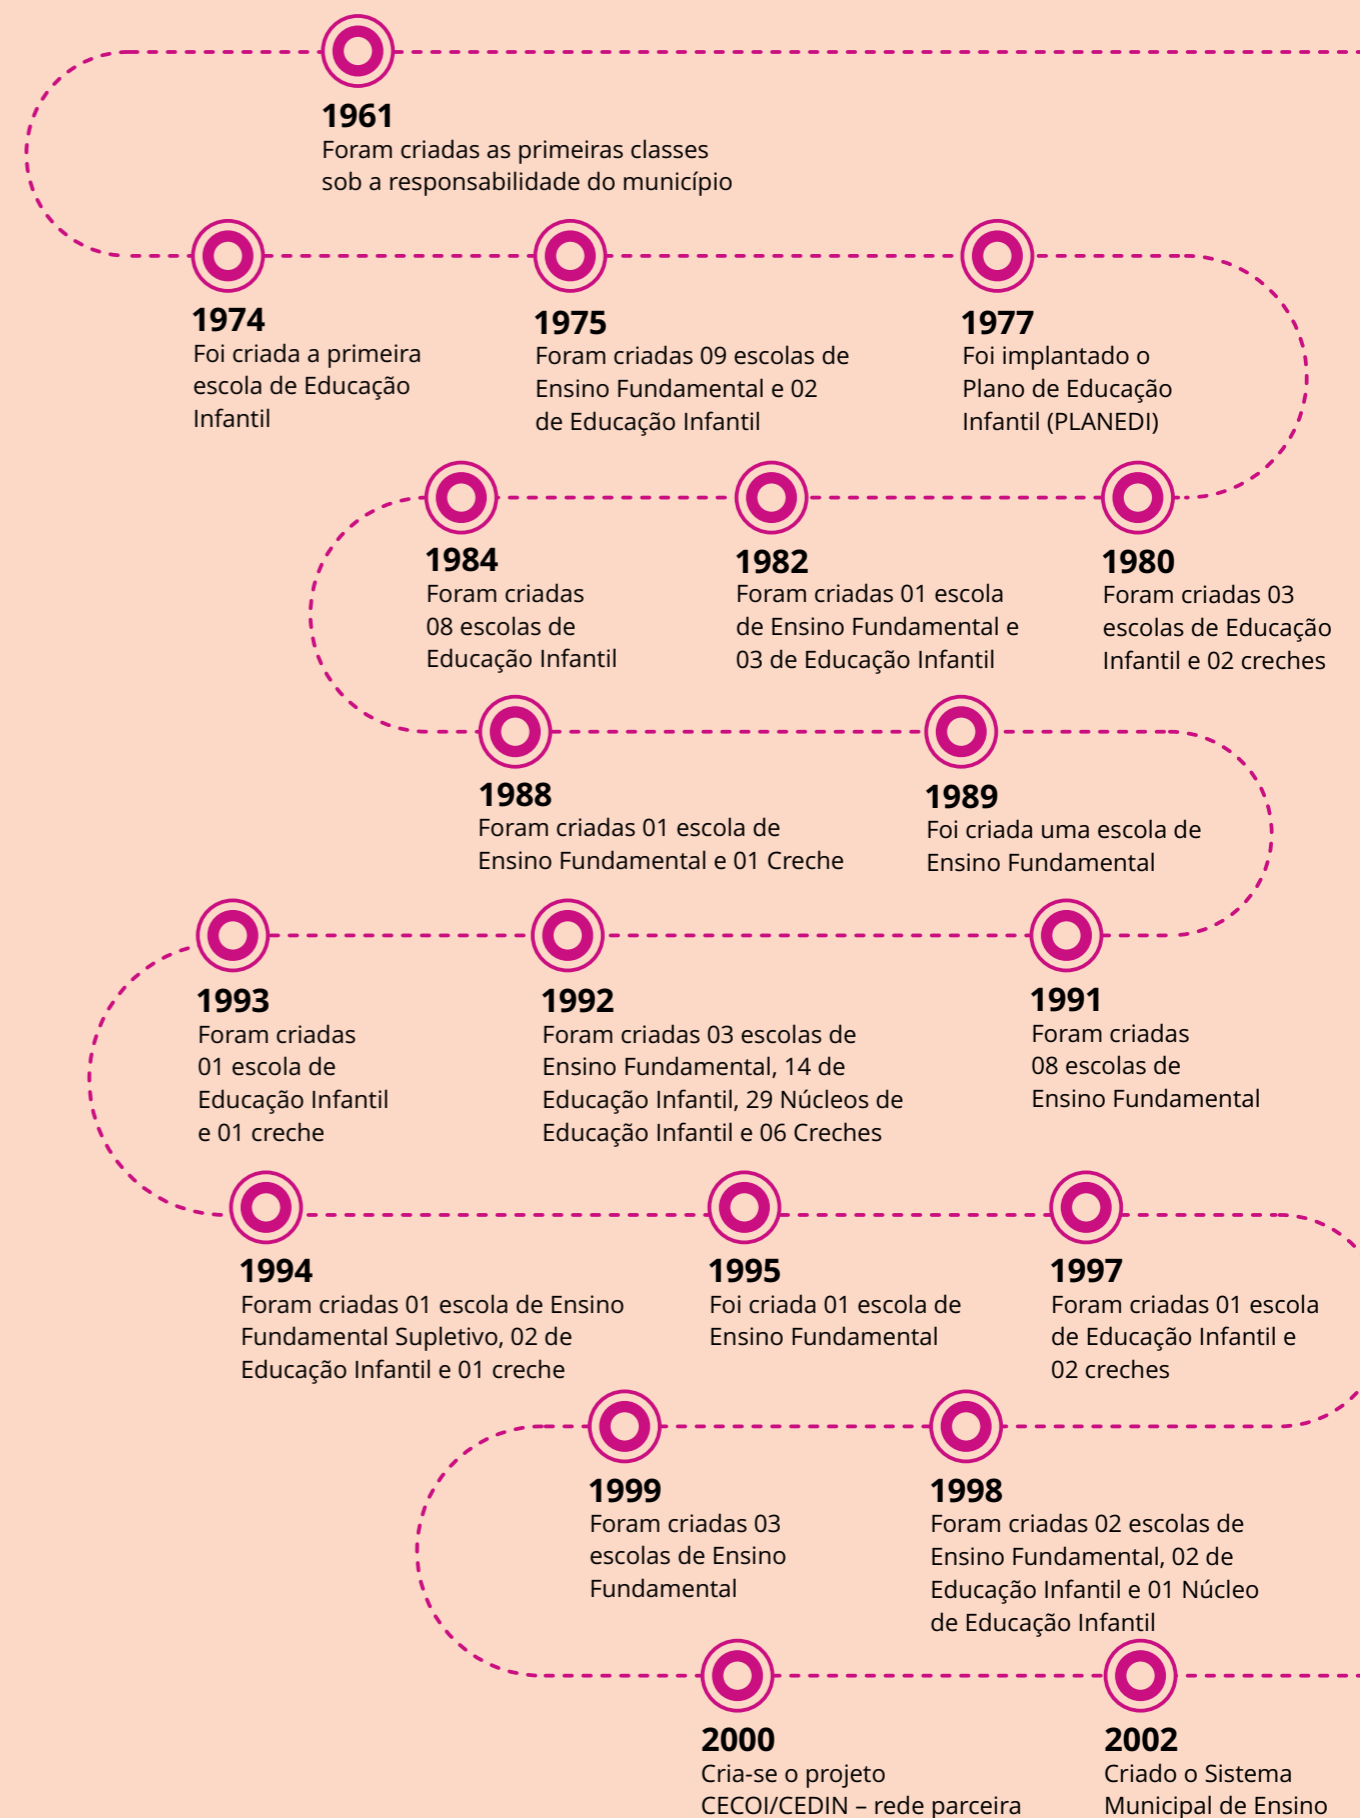 1961
Foram criadas as primeiras classes
sob a responsabilidade do município
1974
Foi criada a primeira
escola de Educação
Infantil
1975
Foram criadas 09 escolas de
Ensino Fundamental e 02
de Educação Infantil
1977
Foi implantado o
Plano de Educação
Infantil (PLANEDI)
1980
Foram criadas 03
escolas de Educação
Infantil e 02 creches
1982
Foram criadas 01 escola
de Ensino Fundamental e
03 de Educação Infantil
1984
Foram criadas
08 escolas de
Educação Infantil
1988
Foram criadas 01 escola de
Ensino Fundamental e 01 Creche
1989
Foi criada uma escola de
Ensino Fundamental
1991
Foram criadas
08 escolas de
Ensino Fundamental
1992
Foram criadas 03 escolas de
Ensino Fundamental, 14 de
Educação Infantil, 29 Núcleos de
Educação Infantil e 06 Creches
1993
Foram criadas
01 escola de
Educação Infantil
e 01 creche
1994
Foram criadas 01 escola de Ensino
Fundamental Supletivo, 02 de
Educação Infantil e 01 creche
1995
Foi criada 01 escola de
Ensino Fundamental
1997
Foram criadas 01 escola
de Educação Infantil e
02 creches
1998
Foram criadas 02 escolas de
Ensino Fundamental, 02 de
Educação Infantil e 01 Núcleo
de Educação Infantil
1999
Foram criadas 03
escolas de Ensino
Fundamental
2000
Cria-se o projeto
CECOI/CEDIN – rede parceira
2002
Criado o Sistema
Municipal de Ensino